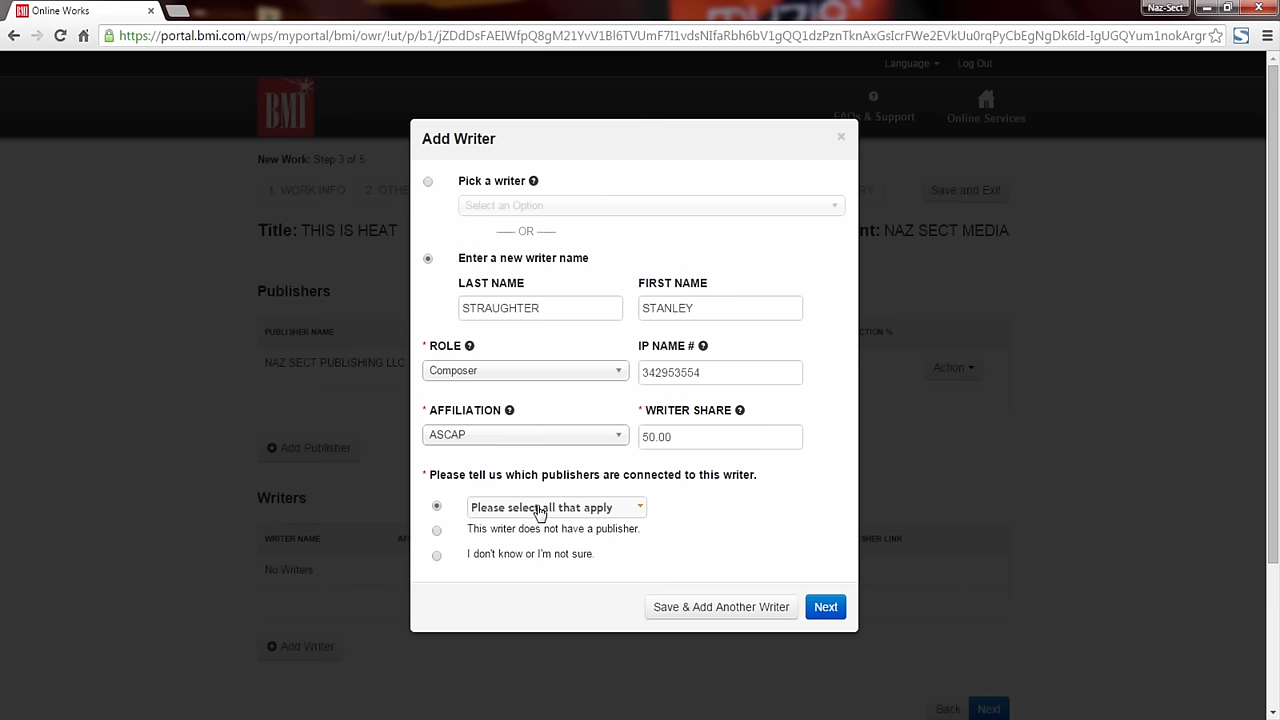 Online Works
Naz-Sect
https://portal.bmi.com/wps/myportal/bmi/owr/!ut/p/b1/jZDdDsFAEIWfpQ8gM21YvV1Bl6TVUmF7I1vdsNIfaRbh6bV1gQQ1dzPznTknAxGsIcrFWe2EVkUu0rqPyCbEgNgDk6Id-IgUGQYum1nokArgr
Language
Log Out
BMI
FAQs & Support
Online Services
New Work: Step 3 of 5
1. WORK INFO
2. OTHE
Save and Exit
Title: THIS IS HEAT
nt: NAZ SECT MEDIA
Add Writer
×
Pick a writer
Select an Option
OR
Enter a new writer name
LAST NAME
FIRST NAME
STRAUGHTER
STANLEY
* ROLE
IP NAME #
Composer
342953554
* AFFILIATION
* WRITER SHARE
ASCAP
50.00
* Please tell us which publishers are connected to this writer.
Please select all that apply
This writer does not have a publisher.
I don't know or I'm not sure.
Save & Add Another Writer
Next
Publishers
PUBLISHER NAME
CTION %
NAZ SECT PUBLISHING LLC
Action
Add Publisher
Writers
WRITER NAME
AF
SHER LINK
No Writers
Add Writer
Back
Next